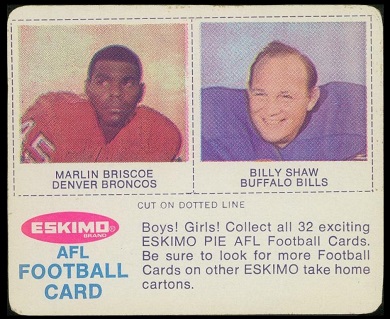 45
MARLIN BRISCOE
DENVER BRONCOS
BILLY SHAW
BUFFALO BILLS
CUT ON DOTTED LINE
ESKIMO®
BRAND
AFL
FOOTBALL
CARD
Boys! Girls! Collect all 32 exciting
ESKIMO PIE AFL Football Cards.
Be sure to look for more Football
Cards on other ESKIMO take home
cartons.